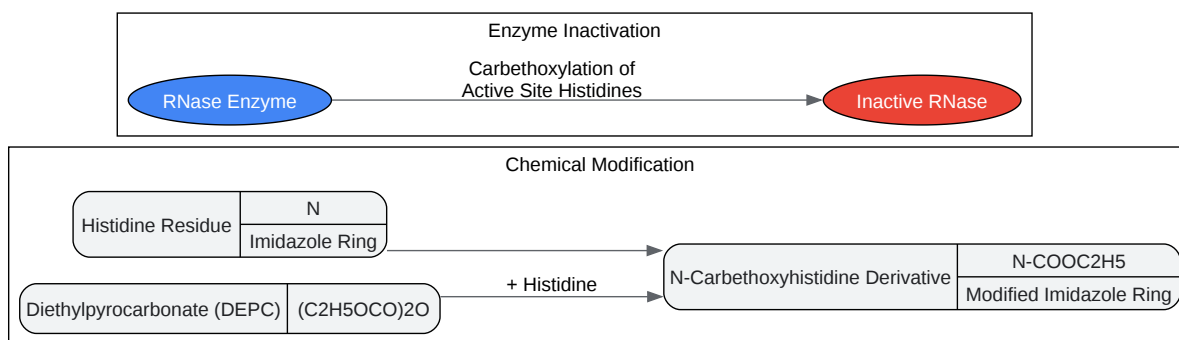 Enzyme Inactivation
RNase Enzyme
Carbethoxylation of
Active Site Histidines
Inactive RNase
Chemical Modification
Histidine Residue
N
Imidazole Ring
Diethylpyrocarbonate (DEPC)
(C2H5OCO)2O
+ Histidine
N-Carbethoxyhistidine Derivative
N-COOC2H5
Modified Imidazole Ring